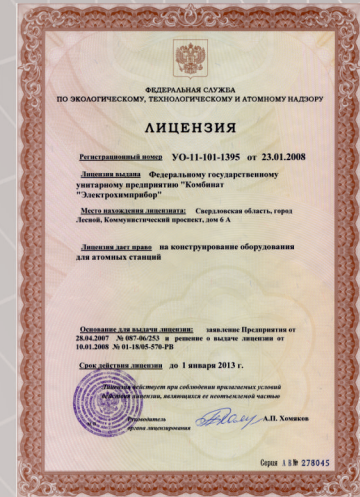 ФЕДЕРАЛЬНАЯ СЛУЖБА
ПО ЭКОЛОГИЧЕСКОМУ, ТЕХНОЛОГИЧЕСКОМУ И АТОМНОМУ НАДЗОРУ
ЛИЦЕНЗИЯ
Регистрационный номер УО-11-101-1395 от 23.01.2008
Лицензия выдана Федеральному государственному
унитарному предприятию "Комбинат
"Электрохимприбор"
Место нахождения лицензиата: Свердловская область, город
Лесной, Коммунистический проспект, дом 6 А
Лицензия дает право на конструирование оборудования
для атомных станций
Основание для выдачи лицензии: заявление Предприятия от
28.04.2007 № 087-06/253 и решение о выдаче лицензии от
10.01.2008 № 01-18/05-570-РВ
Срок действия лицензии до 1 января 2013 г.
Лицензия действует при соблюдении прилагаемых условий
действия лицензии, являющихся ее неотъемлемой частью
Руководитель
органа лицензирования
А.П. Хомяков
Серия А В № 278045